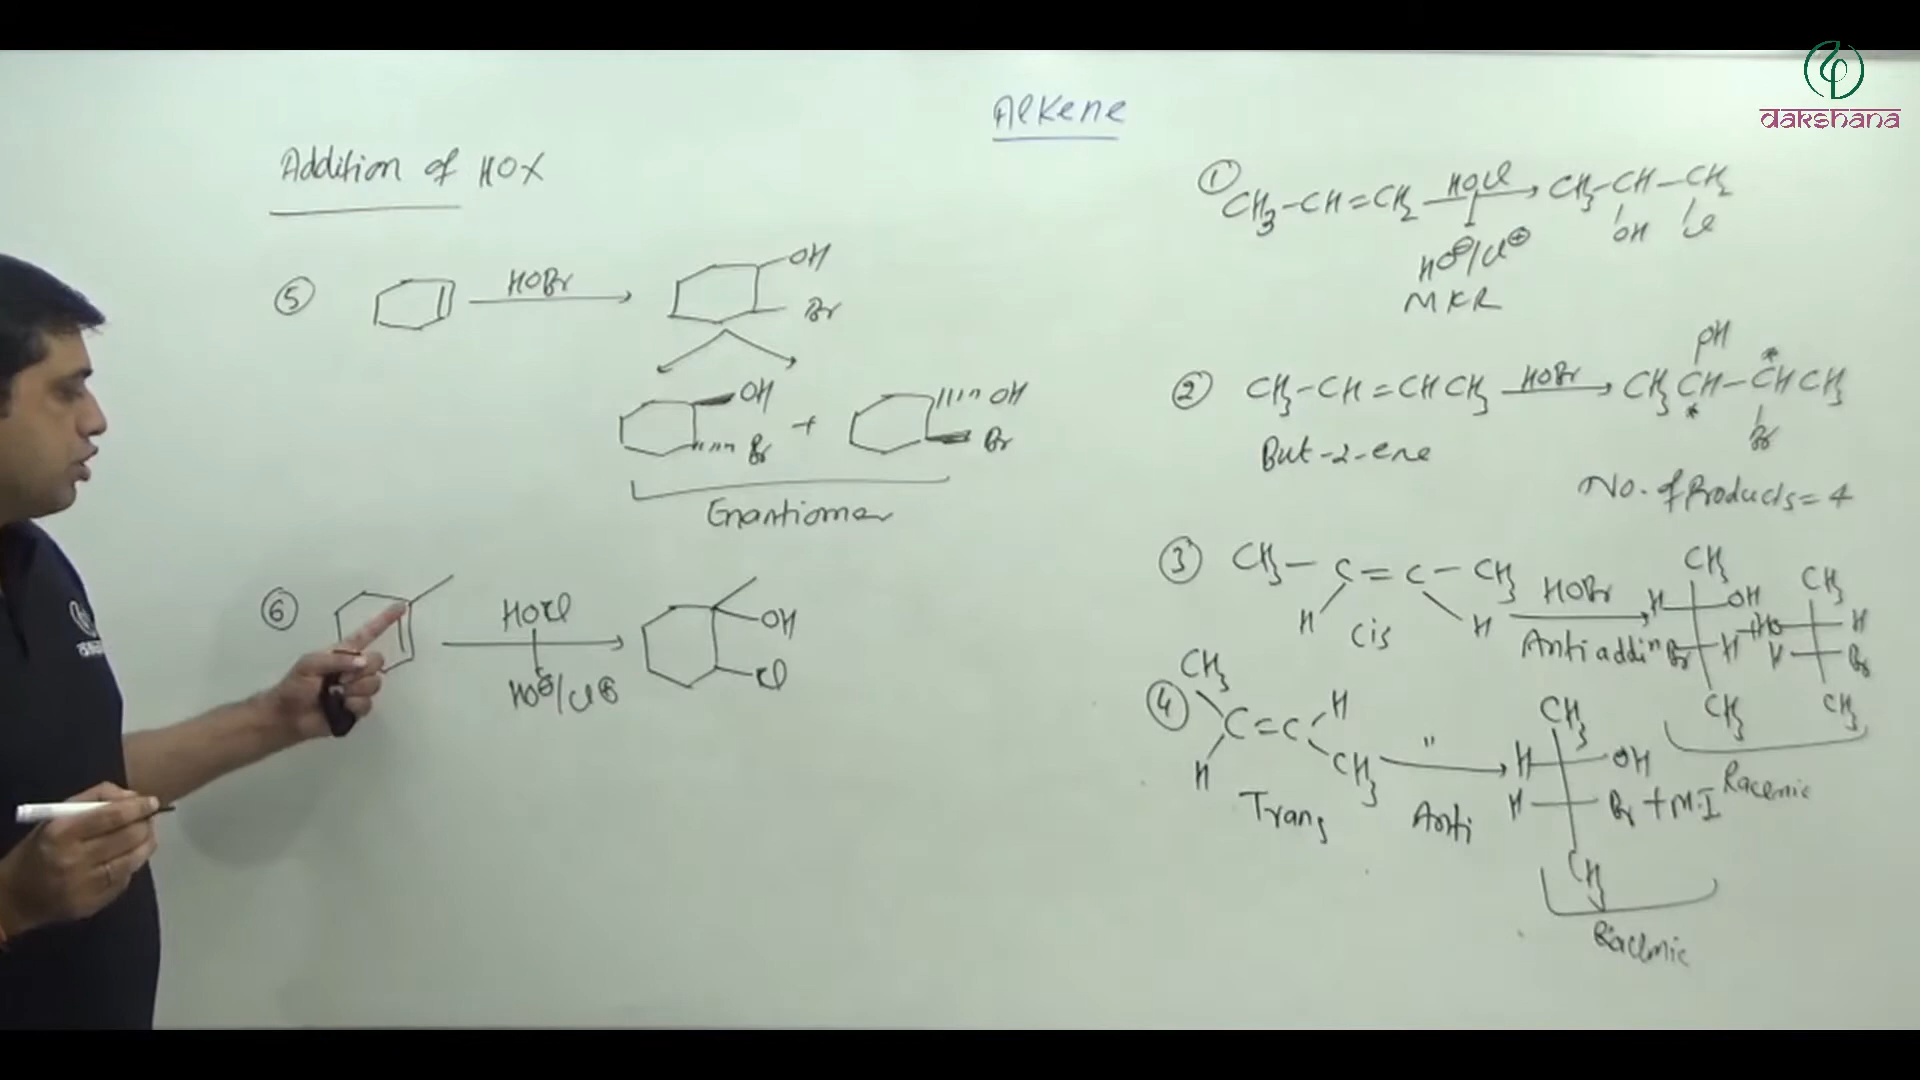 dakshana
Alkene
Addition of HOX
⑤ HOBr OH Br
OH Br + OH Br
Enantiomer
⑥ HOCl OH Cl
HO⊖/Cl⊕
① CH3-CH=CH2 HOCl CH3-CH-CH2
OH Cl
HO⊖/Cl⊕
MKR
② CH3-CH=CHCH3 HOBr CH3CH-CHCH3
OH * * Br
But-2-ene
No. of Products=4
③ CH3-C=C-CH3 HOBr CH3 CH3
H H H OH HO H
Cis Anti addin Br H + H Br
CH3 CH3
Racemic
④ CH3 C=C H " CH3
H CH3 H OH
Trans Anti H Br + M.I
CH3
Racemic